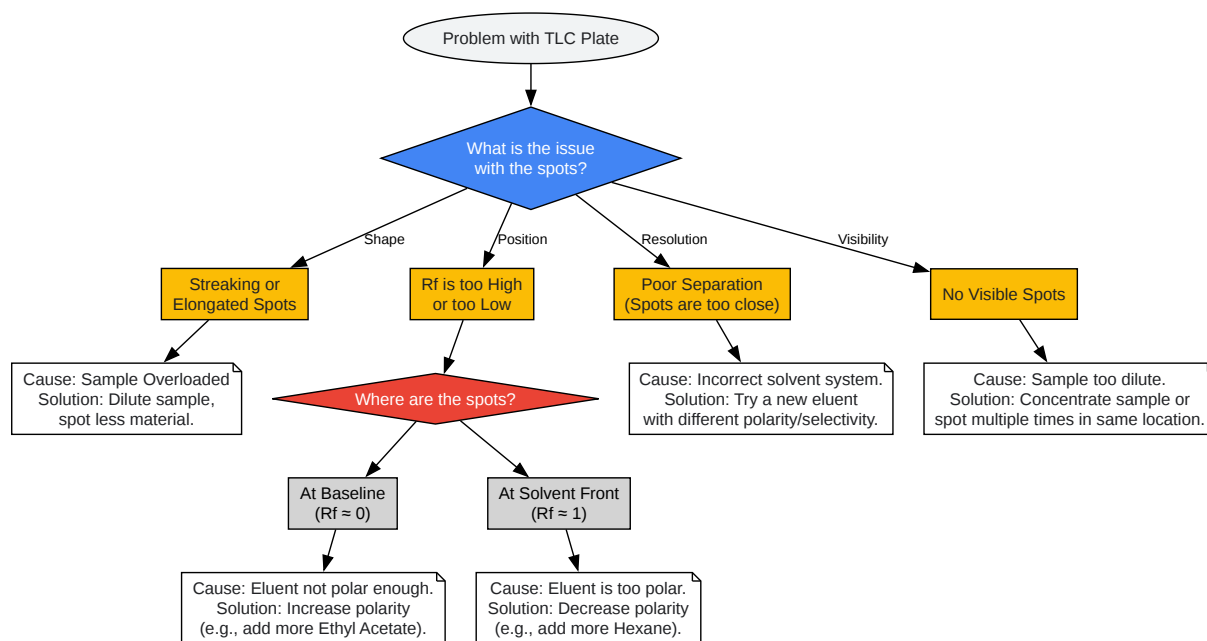 Problem with TLC Plate
What is the issue
with the spots?
Shape
Position
Resolution
Visibility
Streaking or
Elongated Spots
Rf is too High
or too Low
Poor Separation
(Spots are too close)
No Visible Spots
Cause: Sample Overloaded
Solution: Dilute sample,
spot less material.
Where are the spots?
Cause: Incorrect solvent system.
Solution: Try a new eluent
with different polarity/selectivity.
Cause: Sample too dilute.
Solution: Concentrate sample or
spot multiple times in same location.
At Baseline
(Rf ≈ 0)
At Solvent Front
(Rf ≈ 1)
Cause: Eluent not polar enough.
Solution: Increase polarity
(e.g., add more Ethyl Acetate).
Cause: Eluent is too polar.
Solution: Decrease polarity
(e.g., add more Hexane).